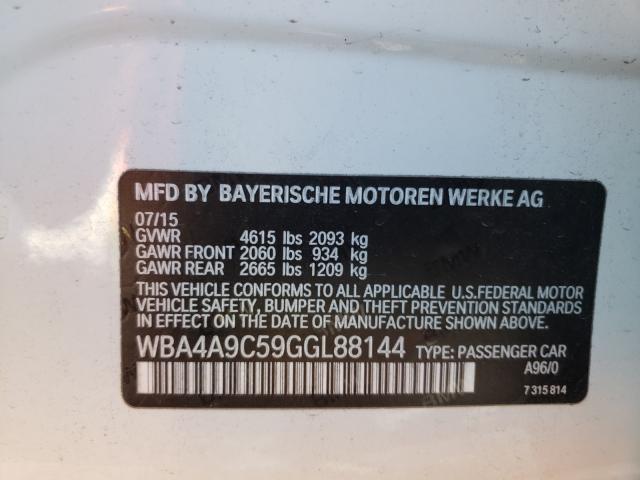 MFD BY BAYERISCHE MOTOREN WERKE AG
07/15
GVWR 4615 lbs 2093 kg
GAWR FRONT 2060 lbs 934 kg
GAWR REAR 2665 lbs 1209 kg
THIS VEHICLE CONFORMS TO ALL APPLICABLE U.S.FEDERAL MOTOR
VEHICLE SAFETY, BUMPER AND THEFT PREVENTION STANDARDS
IN EFFECT ON THE DATE OF MANUFACTURE SHOWN ABOVE.
WBA4A9C59GGL88144 TYPE: PASSENGER CAR
A96/0
7 315 814